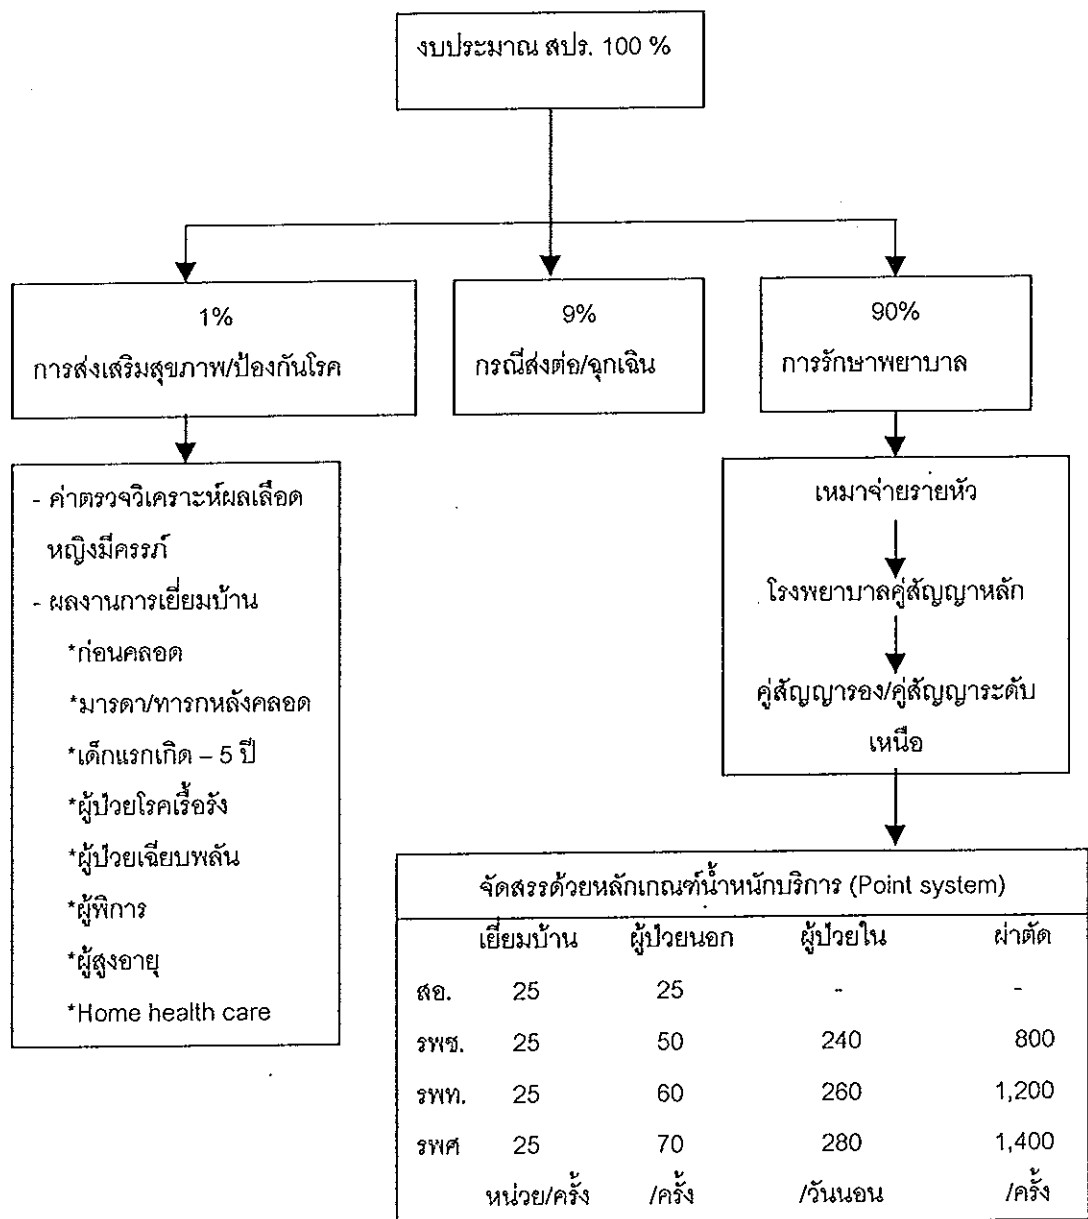 งบประมาณ สปร. 100 %
1%
การส่งเสริมสุขภาพ/ป้องกันโรค
9%
กรณีส่งต่อ/ฉุกเฉิน
90%
การรักษาพยาบาล
- ค่าตรวจวิเคราะห์ผลเลือด
หญิงมีครรภ์
- ผลงานการเยี่ยมบ้าน
*ก่อนคลอด
*มารดา/ทารกหลังคลอด
*เด็กแรกเกิด – 5 ปี
*ผู้ป่วยโรคเรื้อรัง
*ผู้ป่วยเฉียบพลัน
*ผู้พิการ
*ผู้สูงอายุ
*Home health care
เหมาจ่ายรายหัว
โรงพยาบาลคู่สัญญาหลัก
คู่สัญญารอง/คู่สัญญาระดับ
เหนือ
จัดสรรด้วยหลักเกณฑ์น้ำหนักบริการ (Point system)
เยี่ยมบ้าน ผู้ป่วยนอก ผู้ป่วยใน ผ่าตัด
สอ. 25 25 - -
รพช. 25 50 240 800
รพท. 25 60 260 1,200
รพศ 25 70 280 1,400
หน่วย/ครั้ง /ครั้ง /วันนอน /ครั้ง